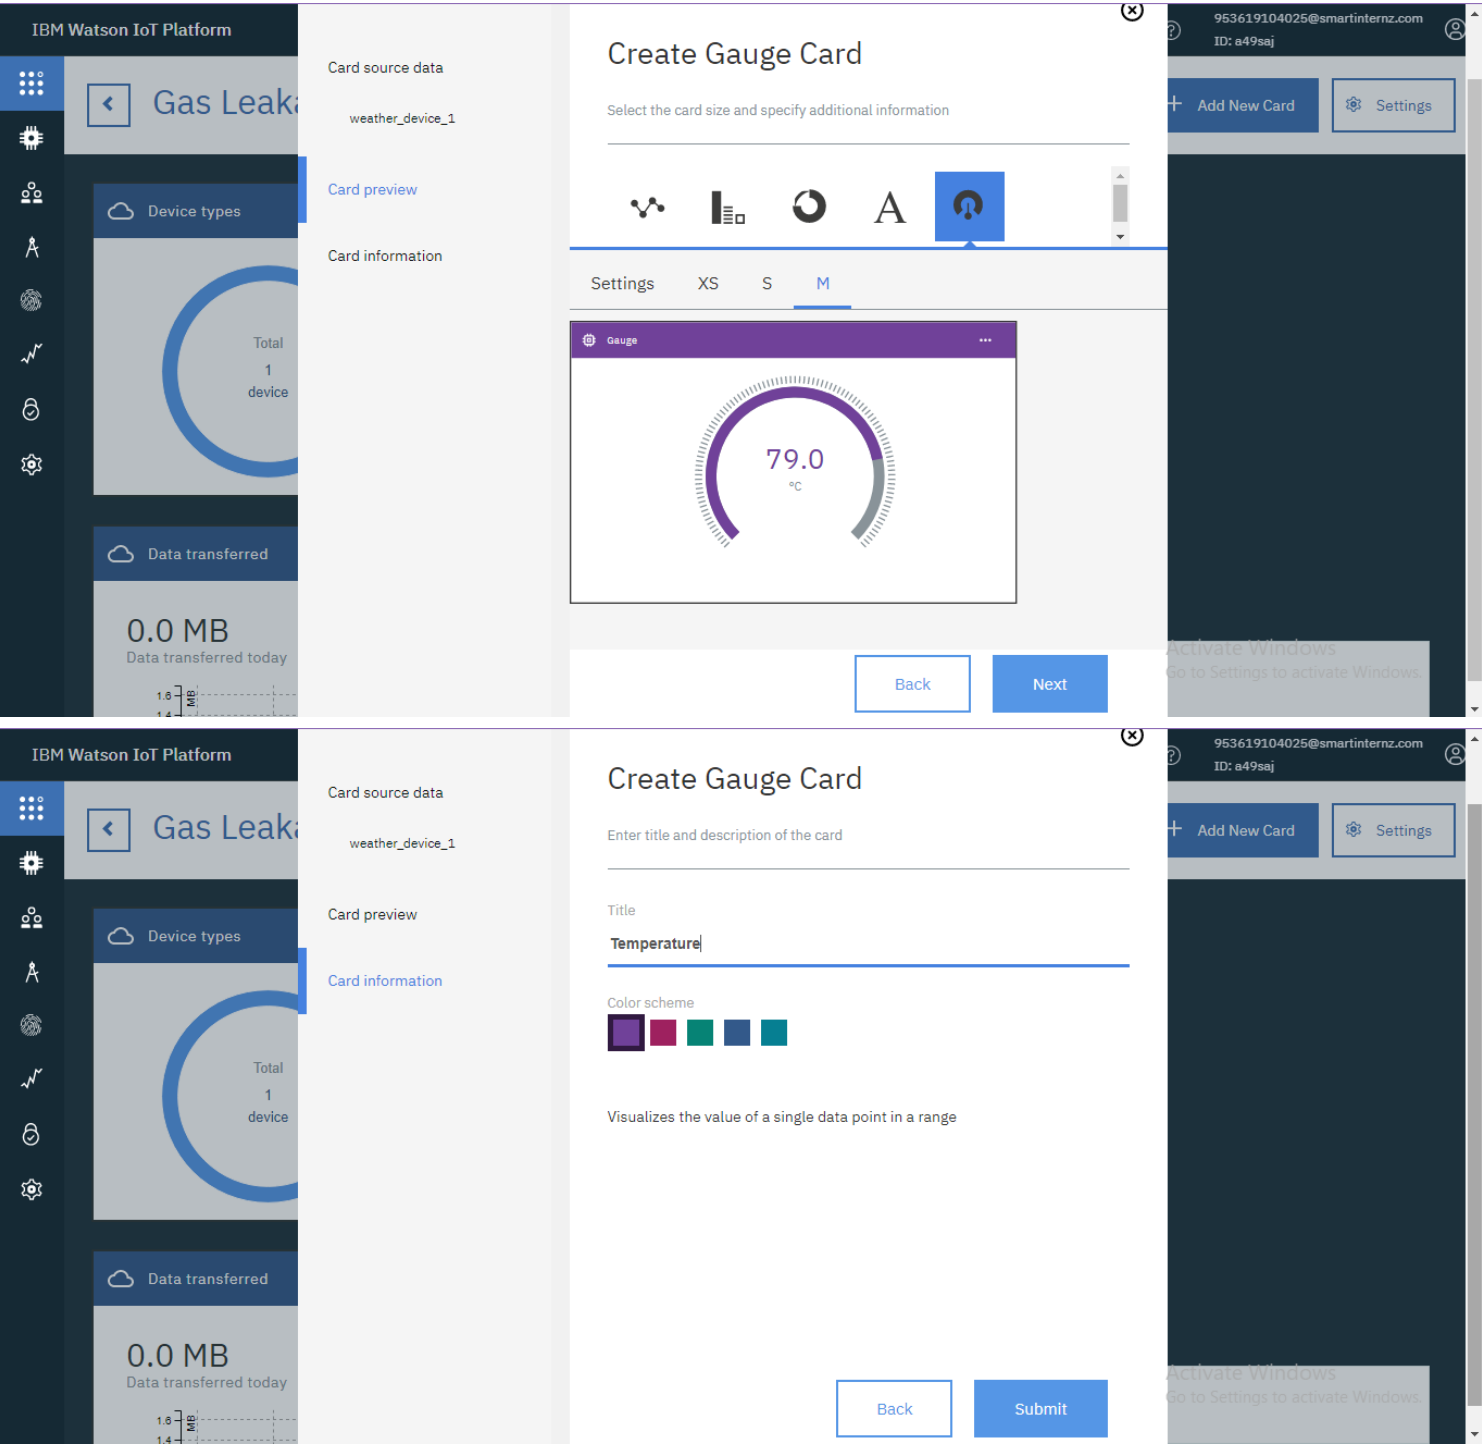 IBM Watson IoT Platform
953619104025@smartinternz.com
ID: a49saj
Gas Leaka
Add New Card
Settings
Card source data
weather_device_1
Card preview
Card information
Create Gauge Card
Select the card size and specify additional information
A
Settings XS S M
Gauge
79.0
°C
Back
Next
Device types
Total
1
device
Data transferred
0.0 MB
Data transferred today
1.6
MB
1.4
Activate Windows
Go to Settings to activate Windows.
IBM Watson IoT Platform
953619104025@smartinternz.com
ID: a49saj
Gas Leaka
Add New Card
Settings
Card source data
weather_device_1
Card preview
Card information
Create Gauge Card
Enter title and description of the card
Title
Temperature
Color scheme
Visualizes the value of a single data point in a range
Back
Submit
Device types
Total
1
device
Data transferred
0.0 MB
Data transferred today
1.6
MB
1.4
Activate Windows
Go to Settings to activate Windows.